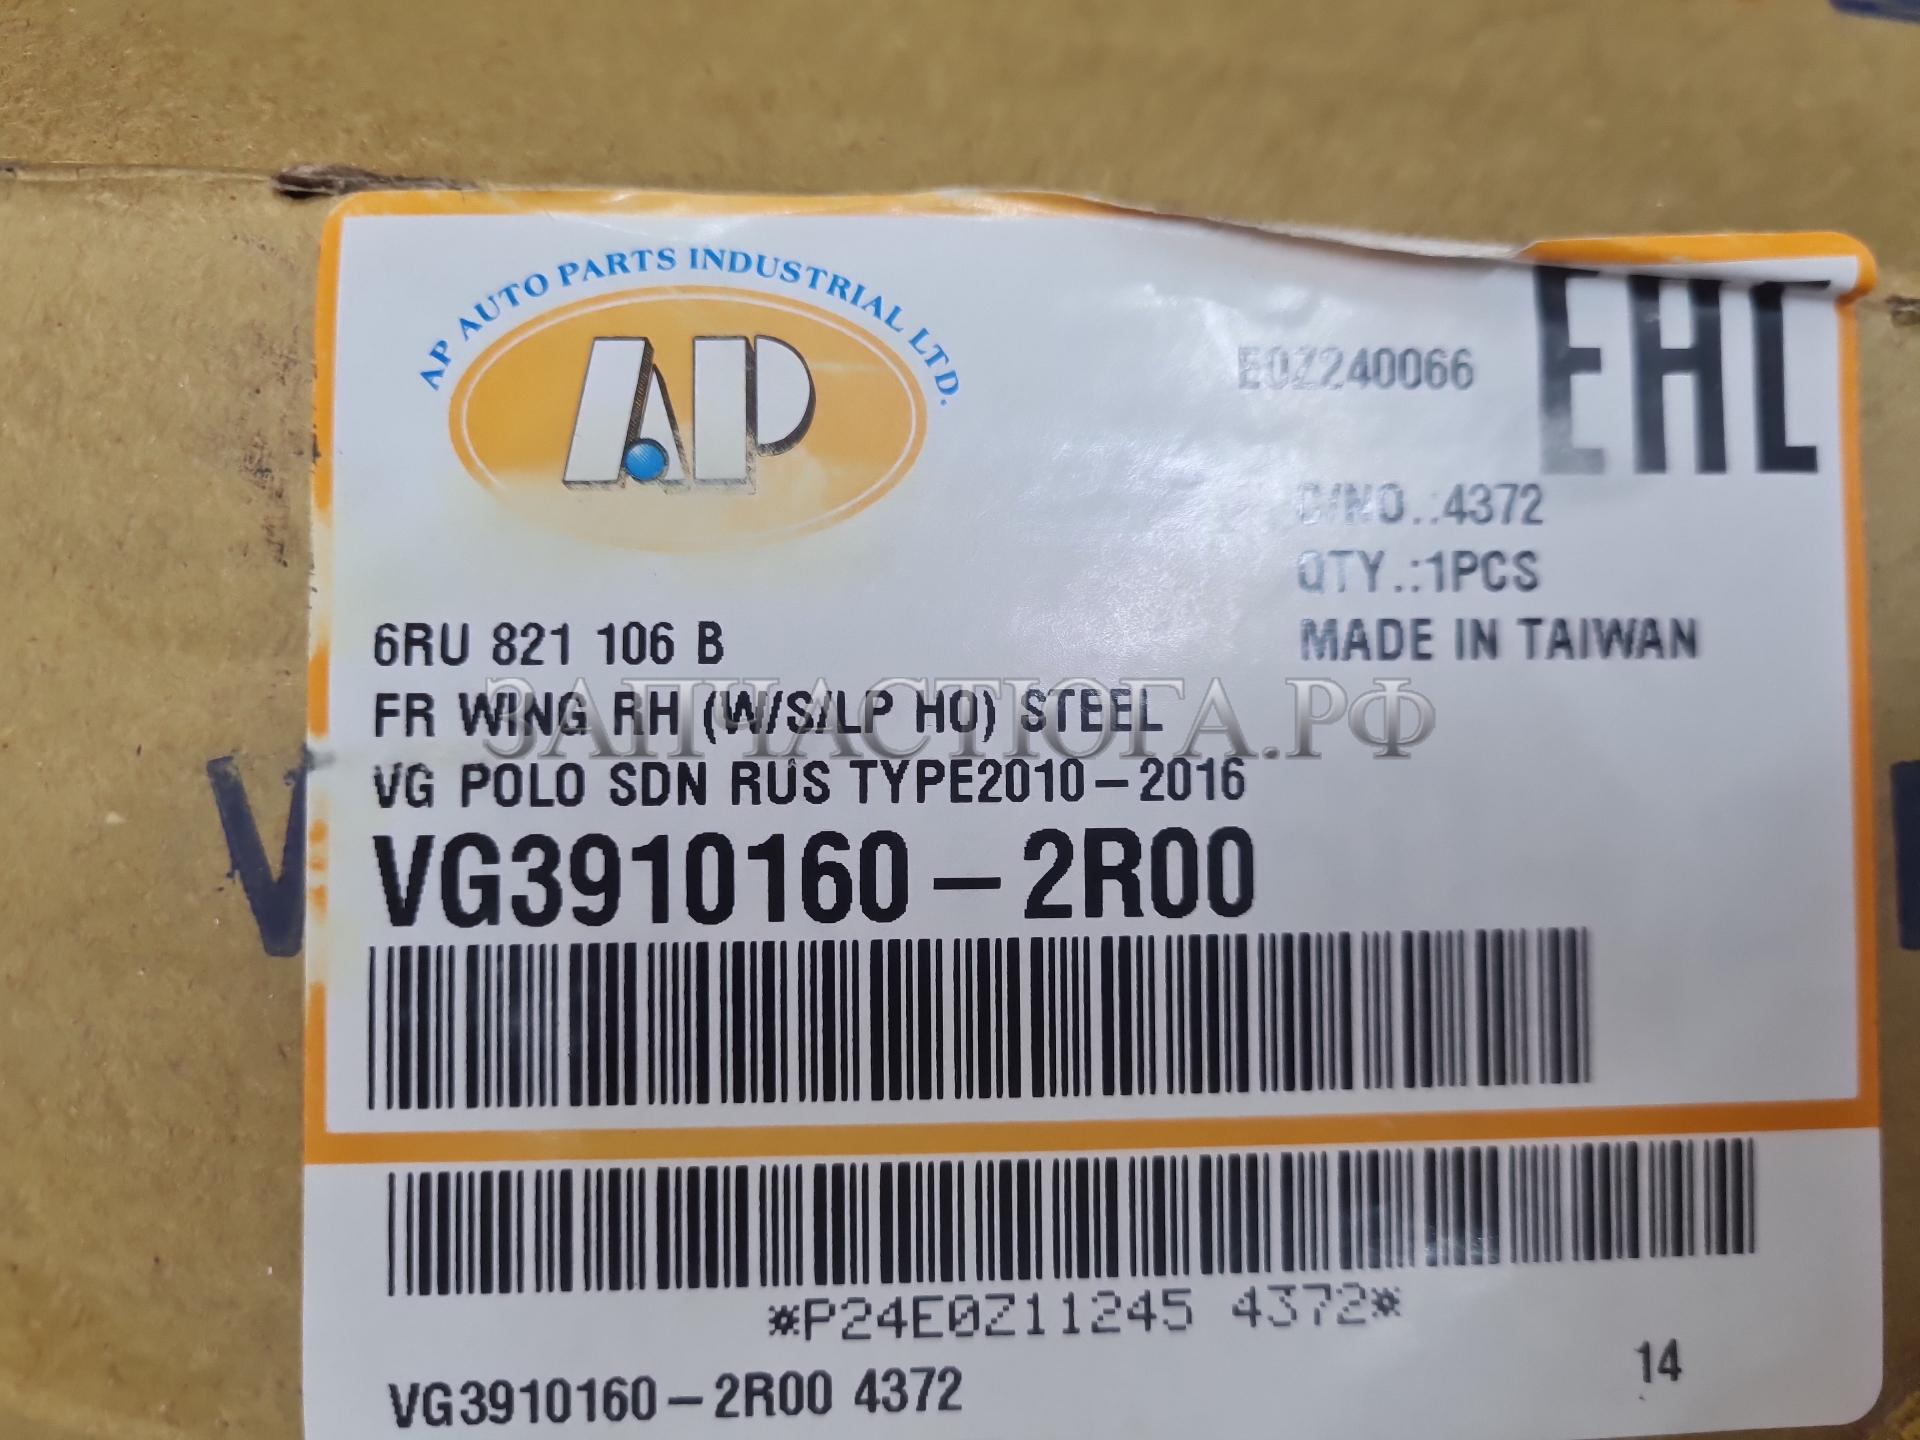 AP AUTO PARTS INDUSTRIAL LTD.
AP
EAC
E0Z240066
C/NO.:4372
QTY.:1PCS
MADE IN TAIWAN
6RU 821 106 B
FR WING RH (W/S/LP HO) STEEL
ЗАПЧАСТЮГА.РФ
VG POLO SDN RUS TYPE2010-2016
VG3910160-2R00
*P24E0Z11245 4372*
14
VG3910160-2R00 4372